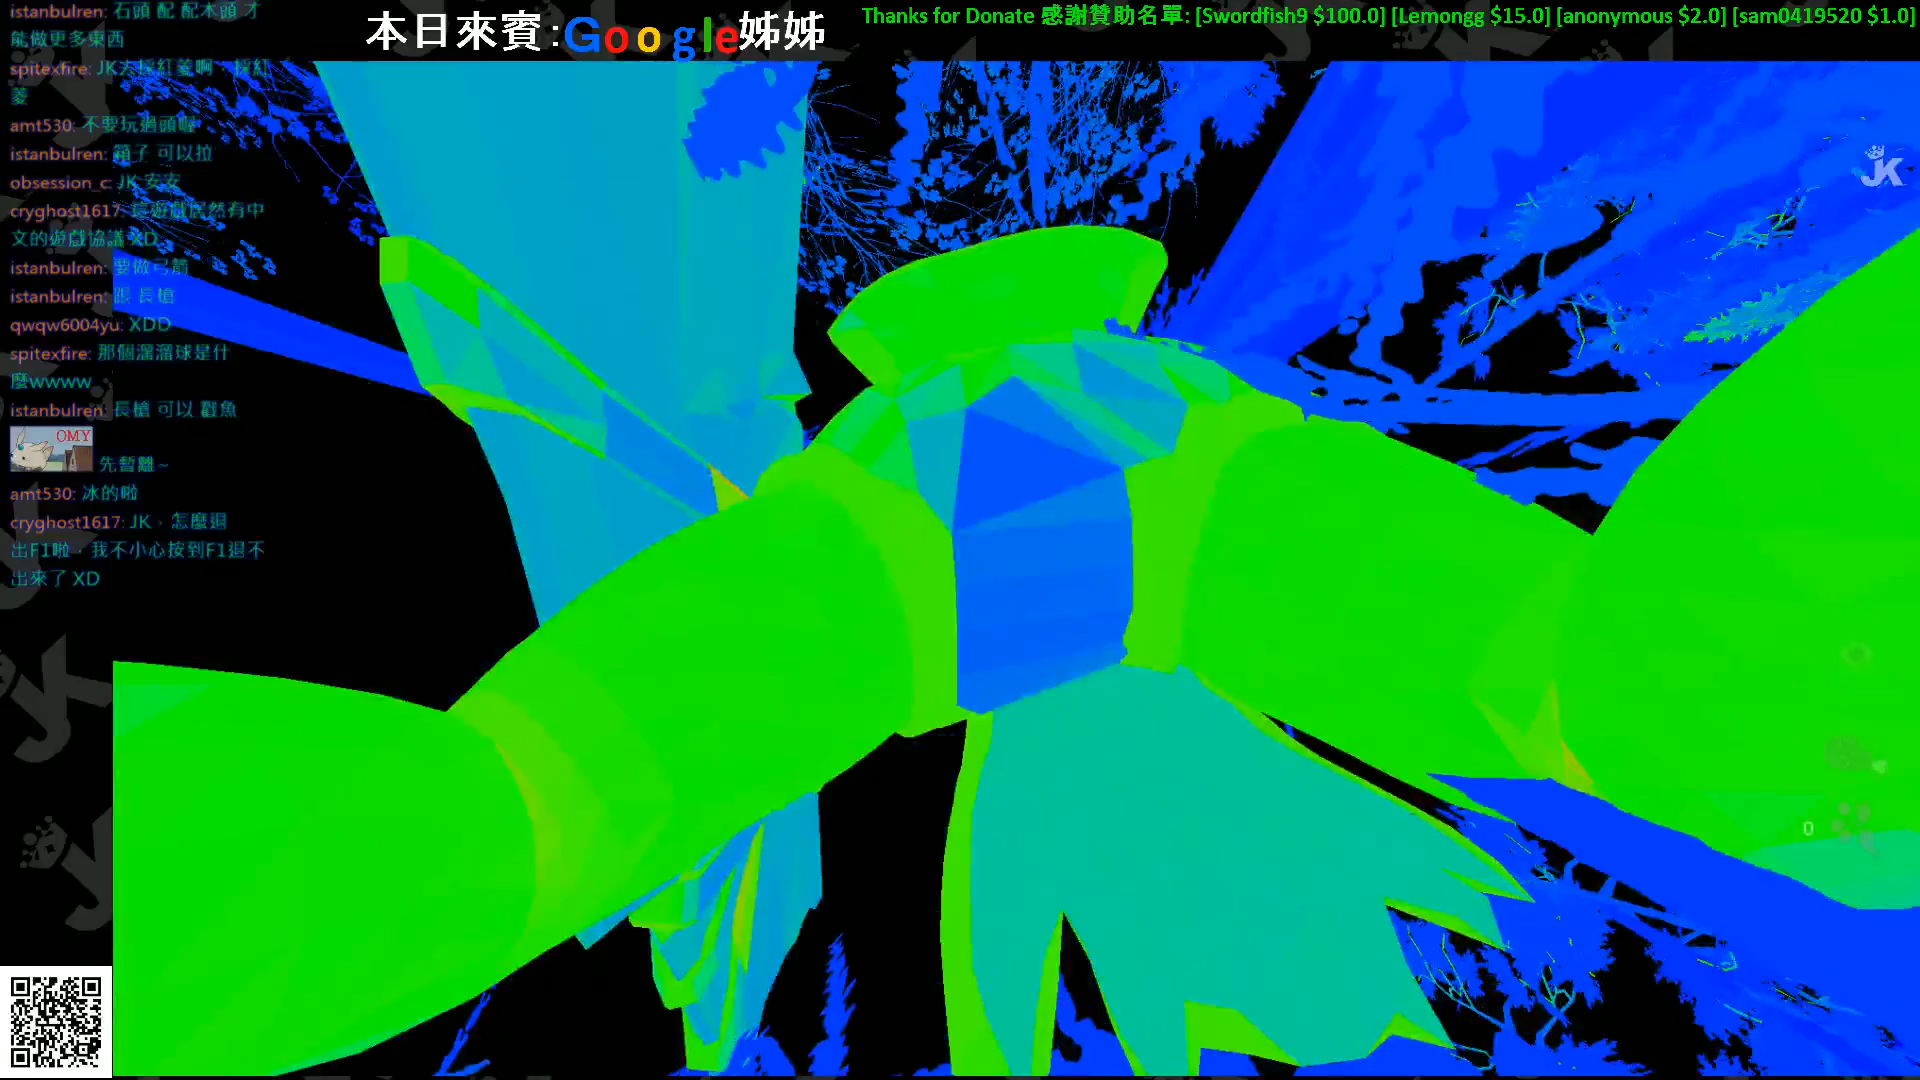 istanbulren: 石頭 配 配木頭 才
能做更多東西
spitexfire: JK去採紅菱啊，採紅
菱
amt530: 不要玩過頭喔
istanbulren: 箱子 可以拉
obsession_c: JK 安安
cryghost1617: 這遊戲居然有中
文的遊戲協議 XD
istanbulren: 要做弓箭
istanbulren: 跟 長槍
qwqw6004yu: XDD
spitexfire: 那個溜溜球是什
麼wwww
istanbulren: 長槍 可以 戳魚
OMY
先暫離~
amt530: 冰的啦
cryghost1617: JK，怎麼退
出F1啦，我不小心按到F1退不
出來了 XD
本日來賓:Google姊姊
Thanks for Donate 感謝贊助名單: [Swordfish9 $100.0] [Lemongg $15.0] [anonymous $2.0] [sam0419520 $1.0]
JK
0